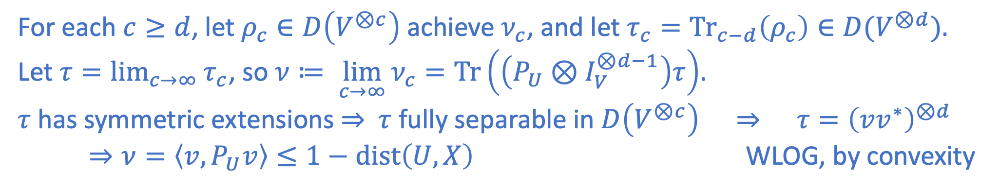 For each c ≥ d, let ρ_c ∈ D(V^{⊗c}) achieve ν_c, and let τ_c = Tr_{c−d}(ρ_c) ∈ D(V^{⊗d}).
Let τ = lim_{c→∞} τ_c, so ν := lim_{c→∞} ν_c = Tr((P_U ⊗ I_V^{⊗d−1})τ).
τ has symmetric extensions ⇒ τ fully separable in D(V^{⊗c}) ⇒ τ = (vv*)^{⊗d}
⇒ ν = ⟨v, P_U v⟩ ≤ 1 − dist(U, X) WLOG, by convexity